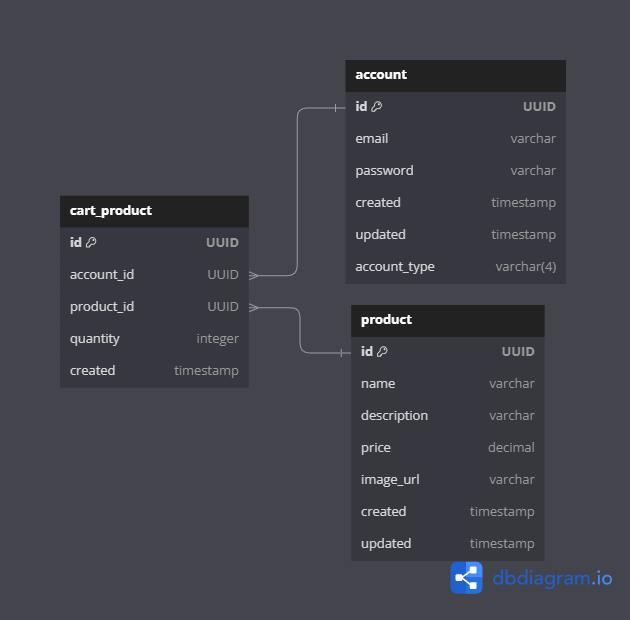 account
id UUID
email varchar
password varchar
created timestamp
updated timestamp
account_type varchar(4)
cart_product
id UUID
account_id UUID
product_id UUID
quantity integer
created timestamp
product
id UUID
name varchar
description varchar
price decimal
image_url varchar
created timestamp
updated timestamp
dbdiagram.io